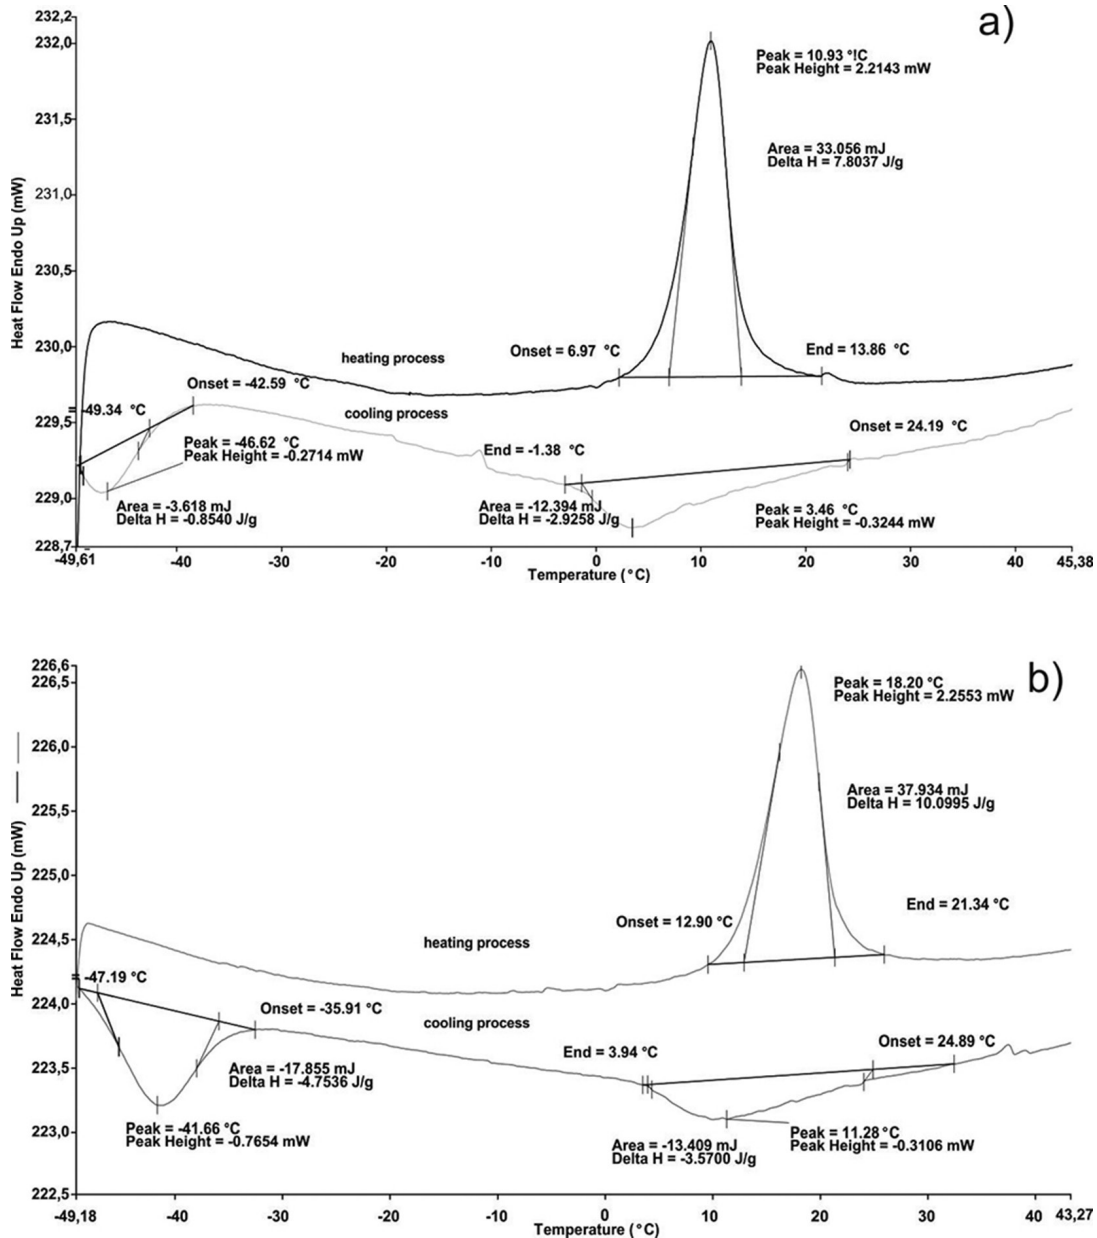 a)
232,2
232,0
231,5
231,0
230,5
230,0
229,5
229,0
228,7
Heat Flow Endo Up (mW)
Peak = 10.93 °!C
Peak Height = 2.2143 mW
Area = 33.056 mJ
Delta H = 7.8037 J/g
Onset = 6.97 °C
End = 13.86 °C
heating process
Onset = -42.59 °C
= -49.34 °C
cooling process
Peak = -46.62 °C
Peak Height = -0.2714 mW
Area = -3.618 mJ
Delta H = -0.8540 J/g
End = -1.38 °C
Onset = 24.19 °C
Area = -12.394 mJ
Delta H = -2.9258 J/g
Peak = 3.46 °C
Peak Height = -0.3244 mW
-49,61 -40 -30 -20 -10 0 10 20 30 40 45,38
Temperature (°C)
b)
226,6
226,5
226,0
225,5
225,0
224,5
224,0
223,5
223,0
222,5
Heat Flow Endo Up (mW)
Peak = 18.20 °C
Peak Height = 2.2553 mW
Area = 37.934 mJ
Delta H = 10.0995 J/g
Onset = 12.90 °C
End = 21.34 °C
heating process
= -47.19 °C
Onset = -35.91 °C
cooling process
Area = -17.855 mJ
Delta H = -4.7536 J/g
Peak = -41.66 °C
Peak Height = -0.7654 mW
End = 3.94 °C
Onset = 24.89 °C
Area = -13.409 mJ
Delta H = -3.5700 J/g
Peak = 11.28 °C
Peak Height = -0.3106 mW
-49,18 -40 -30 -20 -10 0 10 20 30 40 43,27
Temperature (°C)